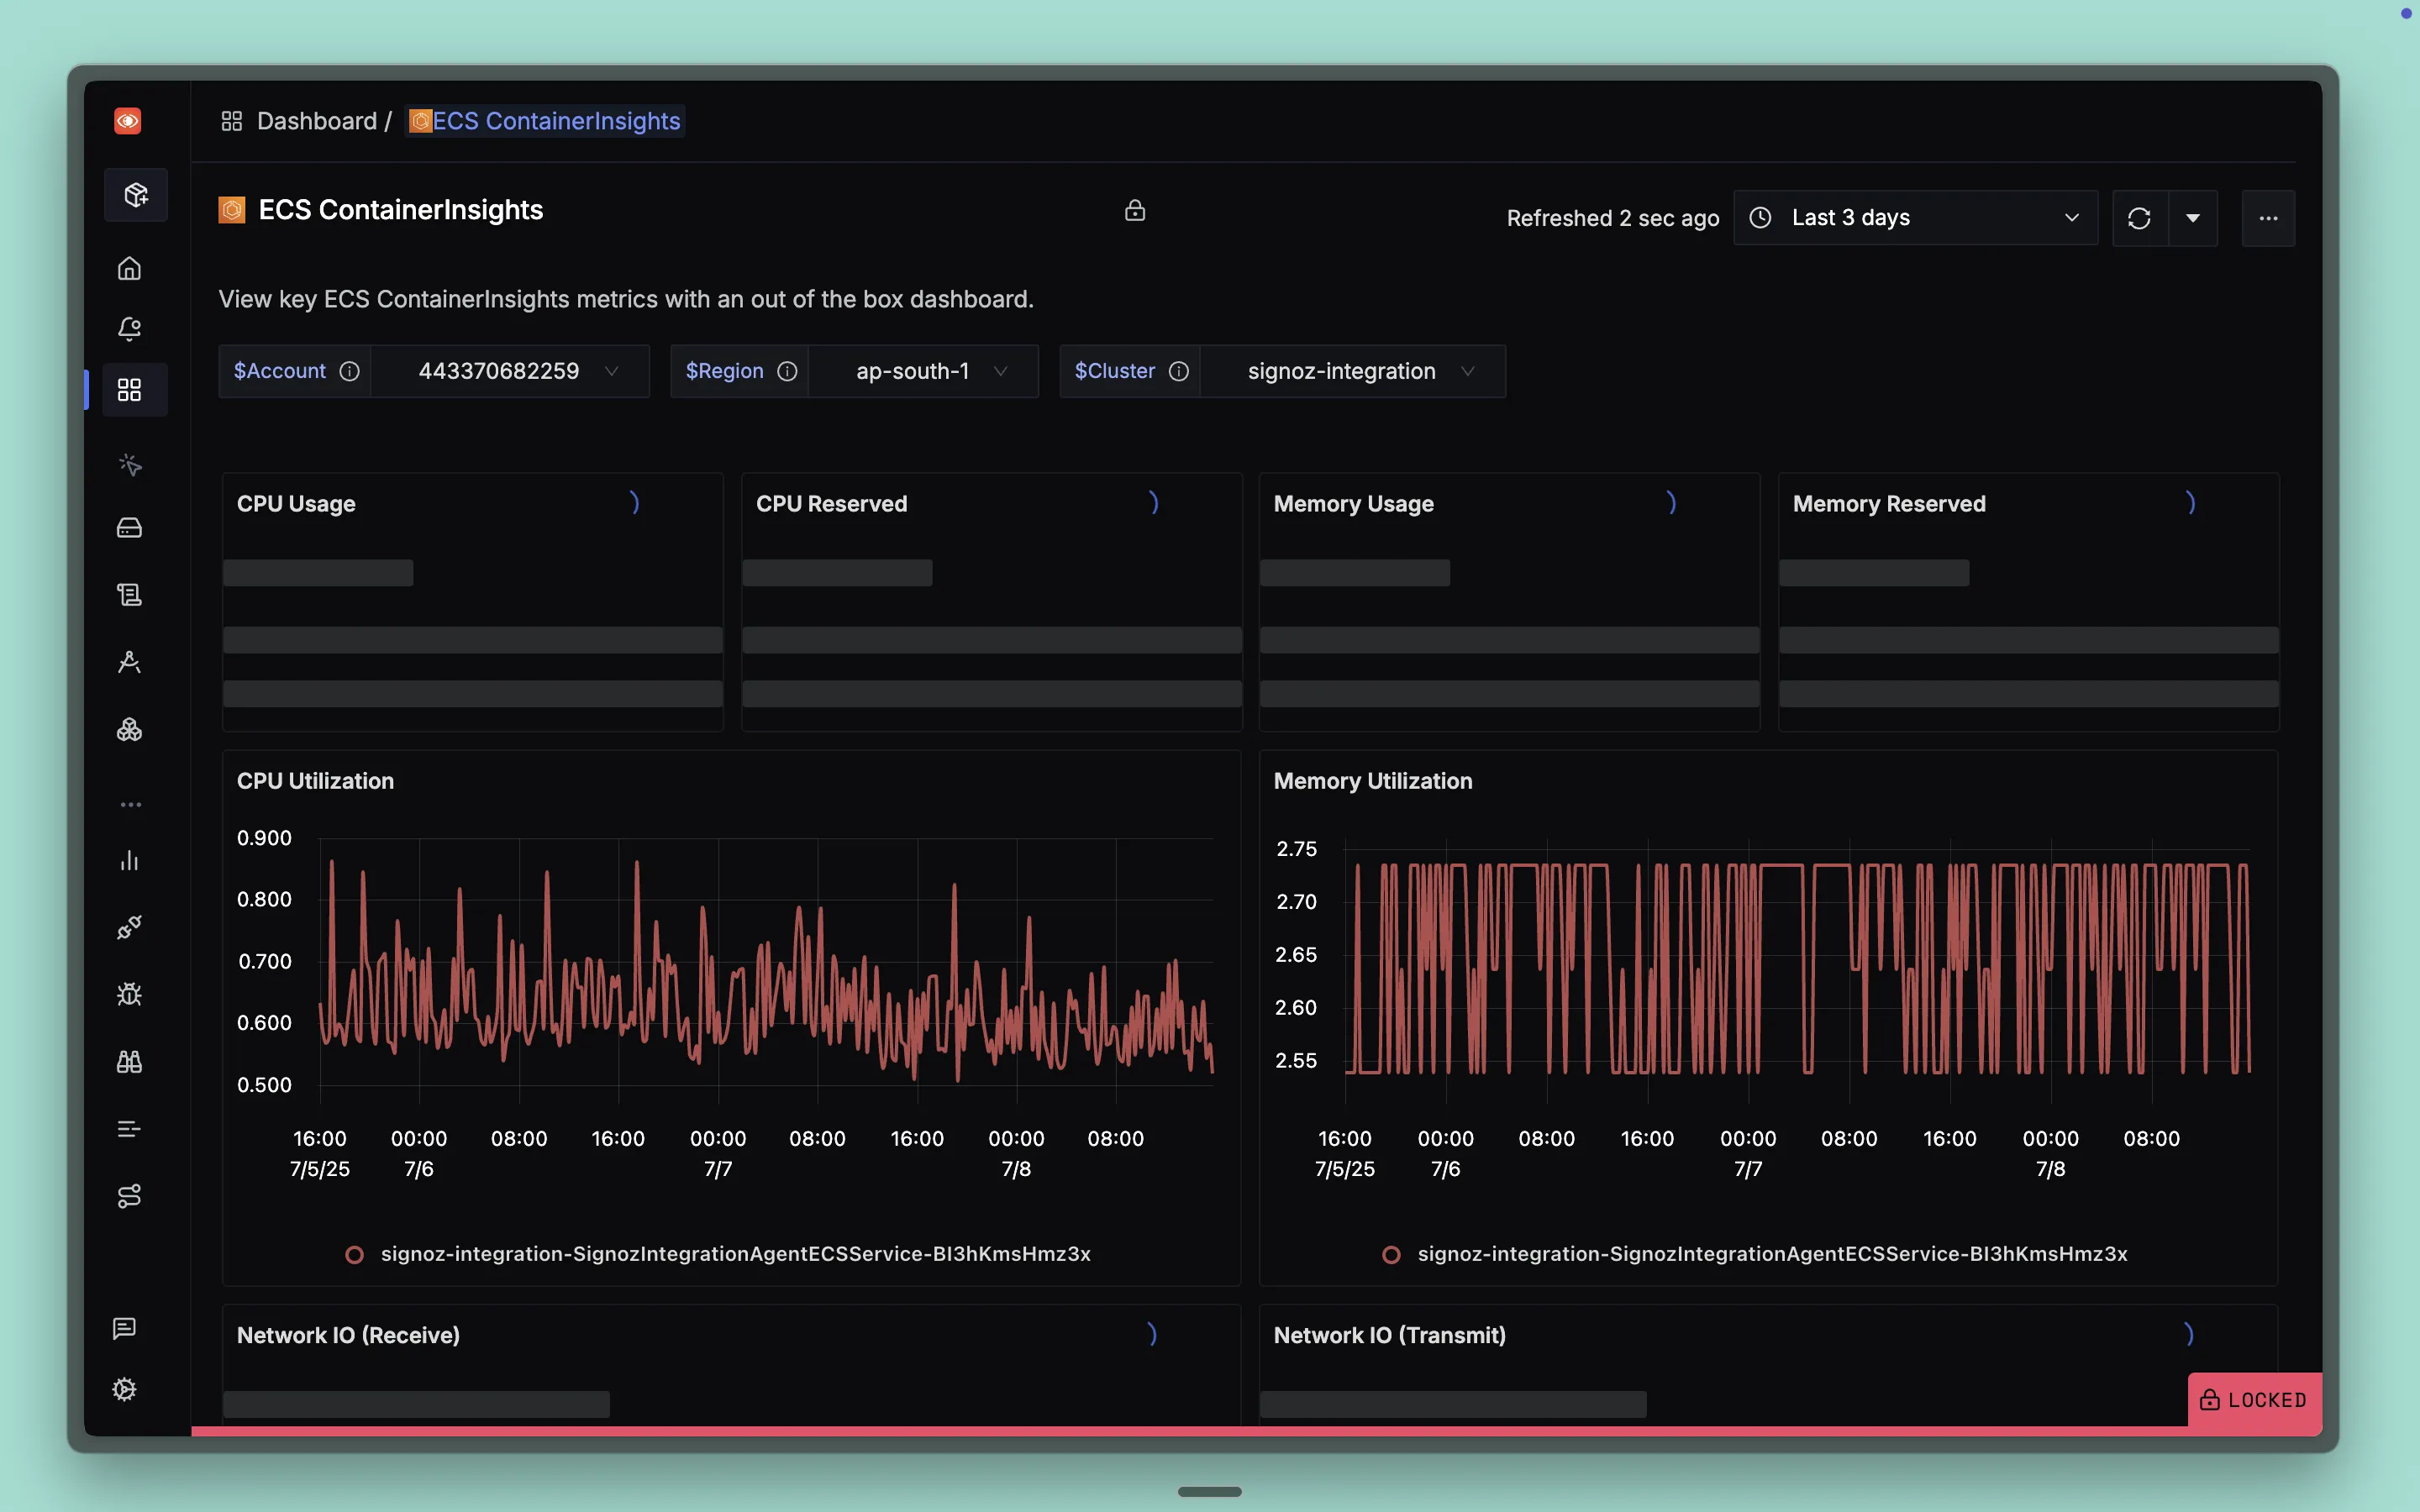 Dashboard / ECS ContainerInsights
ECS ContainerInsights
Refreshed 2 sec ago
Last 3 days
View key ECS ContainerInsights metrics with an out of the box dashboard.
$Account 443370682259
$Region ap-south-1
$Cluster signoz-integration
CPU Usage
CPU Reserved
Memory Usage
Memory Reserved
CPU Utilization
0.900
0.800
0.700
0.600
0.500
16:00 00:00 08:00 16:00 00:00 08:00 16:00 00:00 08:00
7/5/25 7/6 7/7 7/8
signoz-integration-SignozIntegrationAgentECSService-BI3hKmsHmz3x
Memory Utilization
2.75
2.70
2.65
2.60
2.55
16:00 00:00 08:00 16:00 00:00 08:00 16:00 00:00 08:00
7/5/25 7/6 7/7 7/8
signoz-integration-SignozIntegrationAgentECSService-BI3hKmsHmz3x
Network IO (Receive)
Network IO (Transmit)
LOCKED